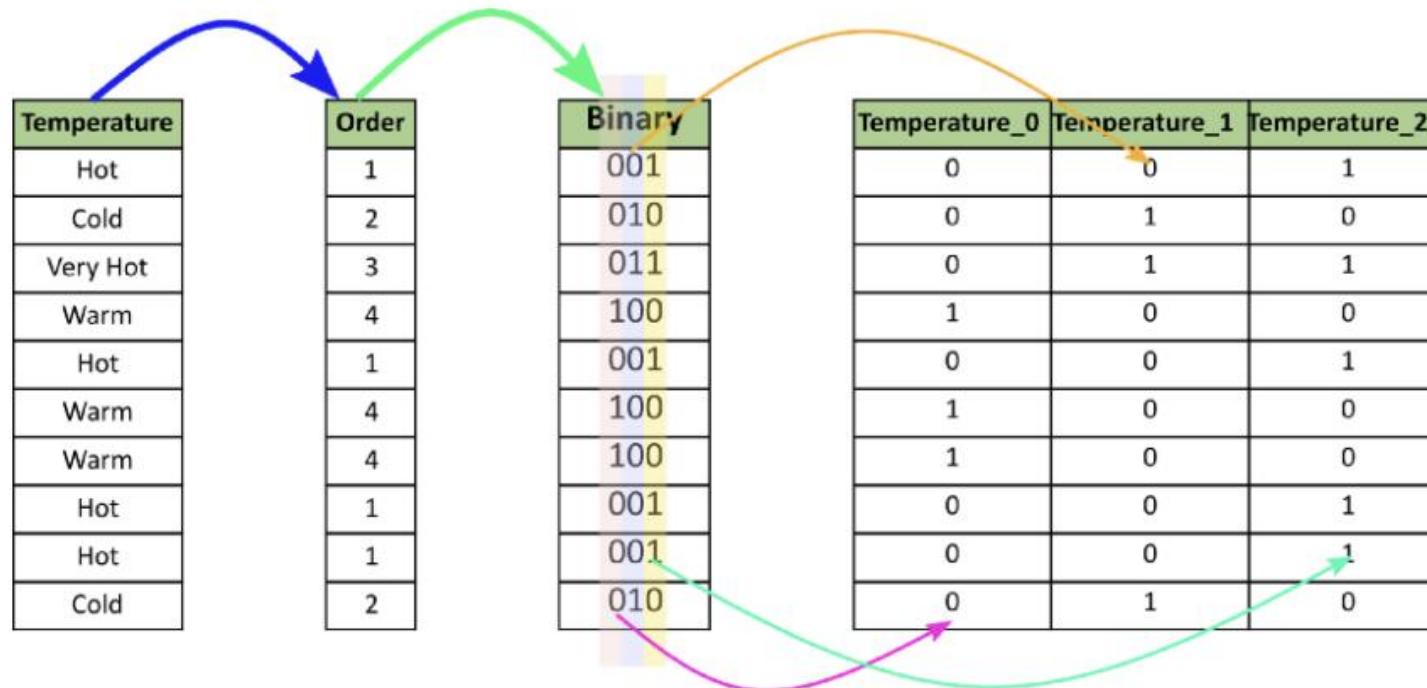 Temperature Order Binary Temperature_0 Temperature_1 Temperature_2
Hot 1 001 0 0 1
Cold 2 010 0 1 0
Very Hot 3 011 0 1 1
Warm 4 100 1 0 0
Hot 1 001 0 0 1
Warm 4 100 1 0 0
Warm 4 100 1 0 0
Hot 1 001 0 0 1
Hot 1 001 0 0 1
Cold 2 010 0 1 0